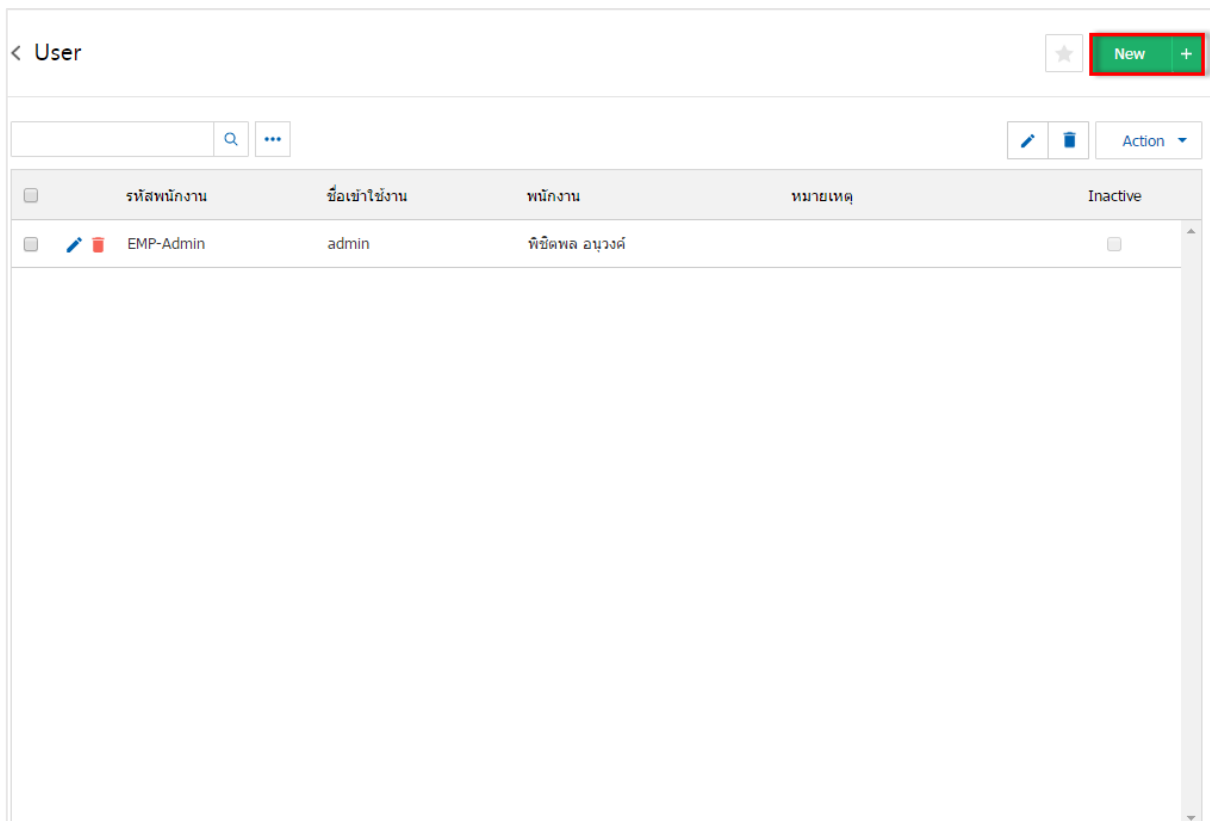 < User
New +
Action
รหัสพนักงาน ชื่อเข้าใช้งาน พนักงาน หมายเหตุ Inactive
EMP-Admin admin พิชิตพล อนุวงค์